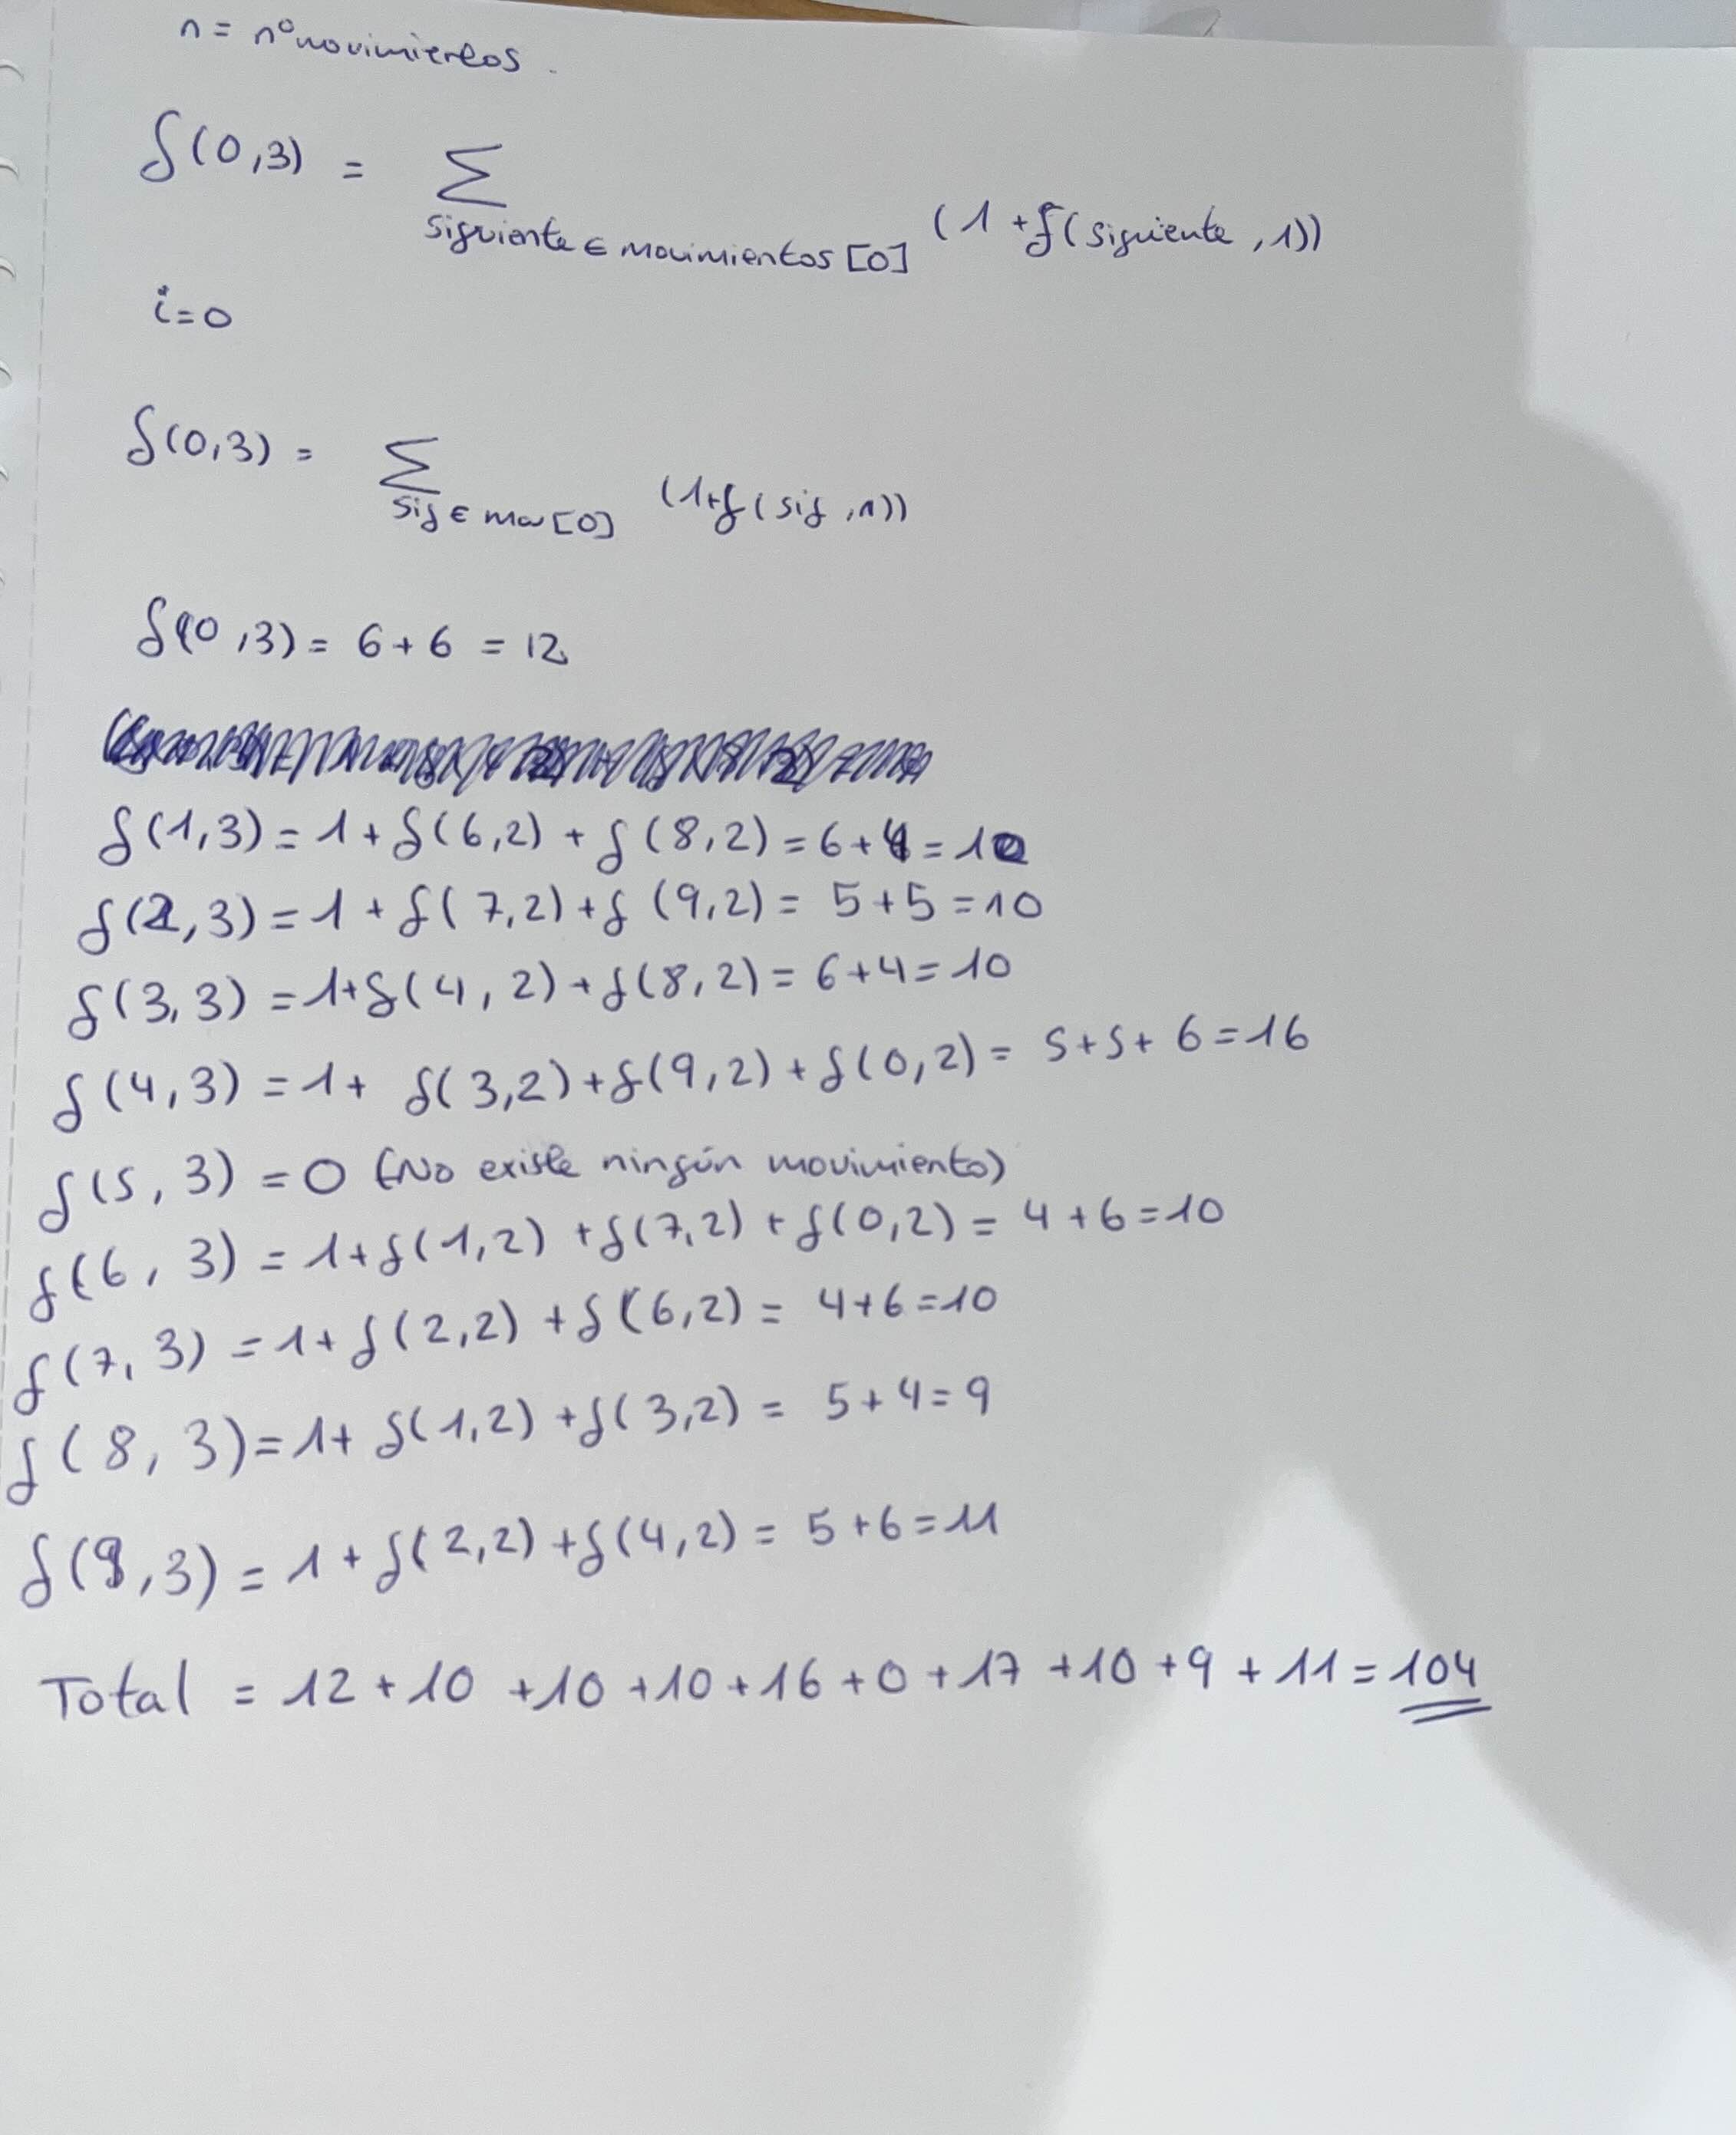 n = nº movimientos.
f(0,3) = Σ (1 + f(siguiente, 1))
siguiente ∈ movimientos [0]
i=0
f(0,3) = Σ (1+f(sig,1))
sig ∈ mov [0]
f(0,3) = 6+6 = 12
f(1,3) = 1 + f(6,2) + f(8,2) = 6+4 = 10
f(2,3) = 1 + f(7,2) + f(9,2) = 5+5 = 10
f(3,3) = 1+f(4,2)+f(8,2) = 6+4 = 10
f(4,3) = 1 + f(3,2)+f(9,2)+f(0,2) = 5+5+6 = 16
f(5,3) = 0 (No existe ningún movimiento)
f(6,3) = 1+f(1,2) + f(7,2) + f(0,2) = 4+6 = 10
f(7,3) = 1+ f(2,2) + f(6,2) = 4+6 = 10
f(8,3) = 1+ f(1,2) + f(3,2) = 5+4 = 9
f(9,3) = 1 + f(2,2) + f(4,2) = 5+6 = 11
Total = 12 + 10 + 10 + 10 + 16 + 0 + 17 + 10 + 9 + 11 = 104